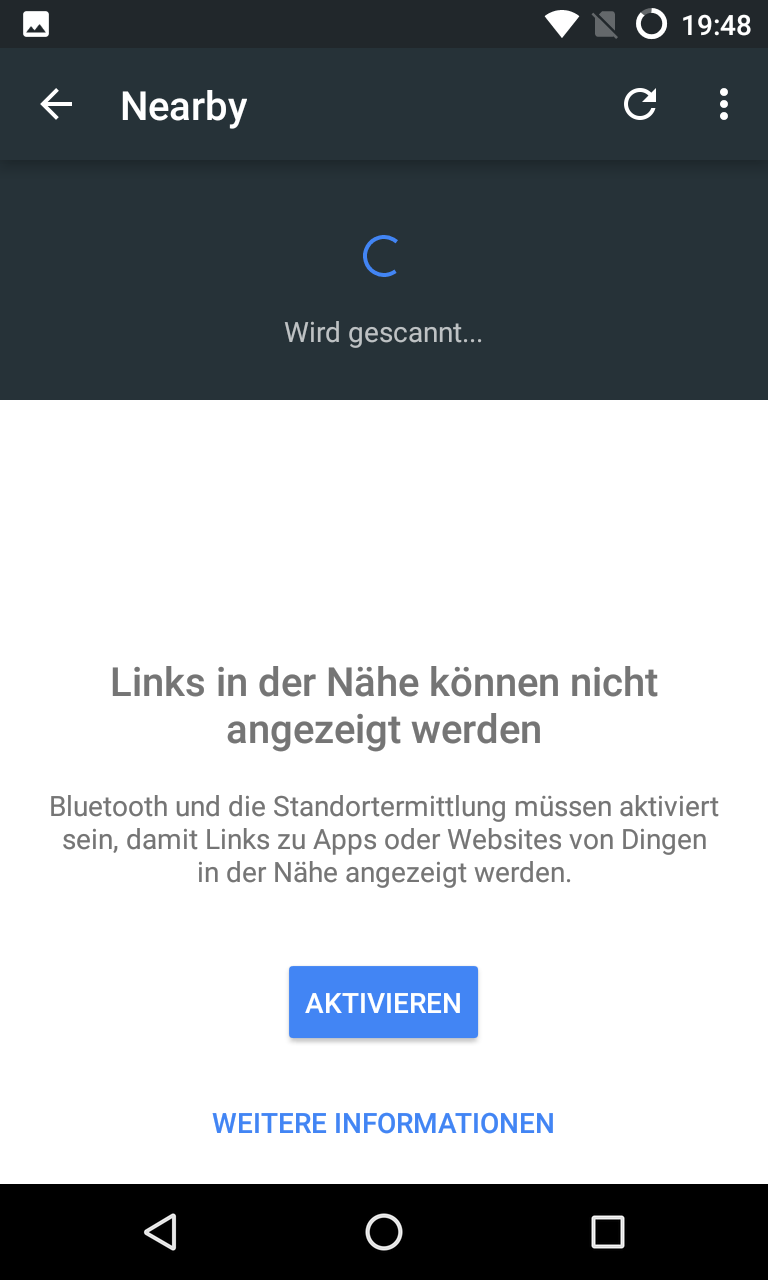 19:48
Nearby
Wird gescannt...
Links in der Nähe können nicht
angezeigt werden
Bluetooth und die Standortermittlung müssen aktiviert
sein, damit Links zu Apps oder Websites von Dingen
in der Nähe angezeigt werden.
AKTIVIEREN
WEITERE INFORMATIONEN